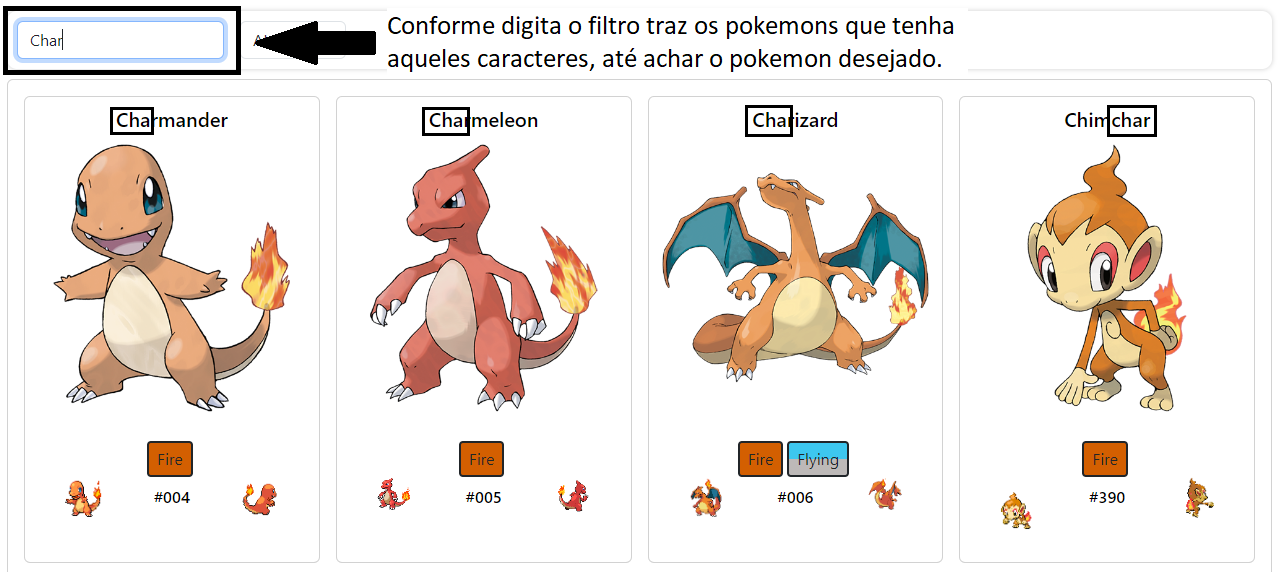 Char
Conforme digita o filtro traz os pokemons que tenha
aqueles caracteres, até achar o pokemon desejado.
Charmander
Charmeleon
Charizard
Chimchar
Fire
Fire
Fire
Flying
Fire
#004
#005
#006
#390